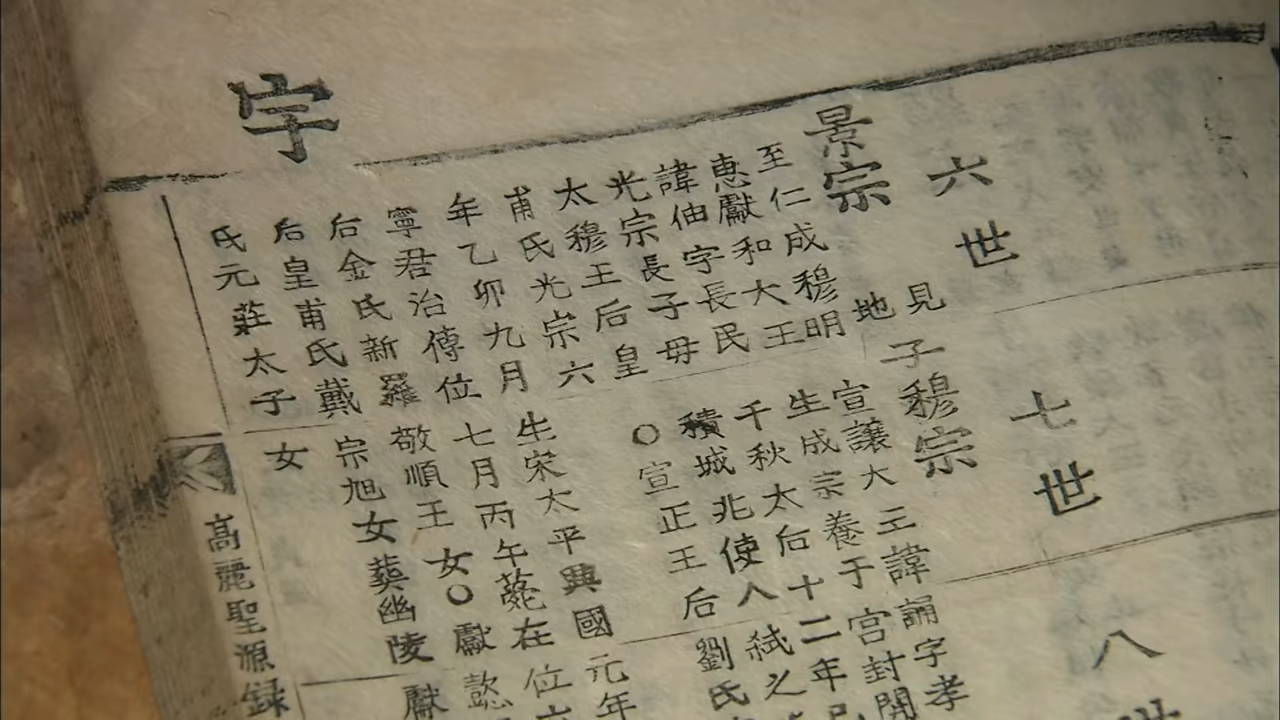 六世
七世
八世
景宗
見
地
至仁成穆明
惠獻和大王
諱伷字長民
光宗長子母
太穆王后皇
甫氏光宗六
年乙卯九月生宋太平興國元年
寧君治傳位七月丙午薨在位六
后金氏新羅敬順王女○獻懿
后皇甫氏戴宗旭女葬幽陵獻
氏元莊太子女
子穆宗
宣讓大王諱誦字孝
生成宗養于宮封開
千秋太后十二年己
積城北使人弑之
○宣正王后劉氏
字
高麗聖源録